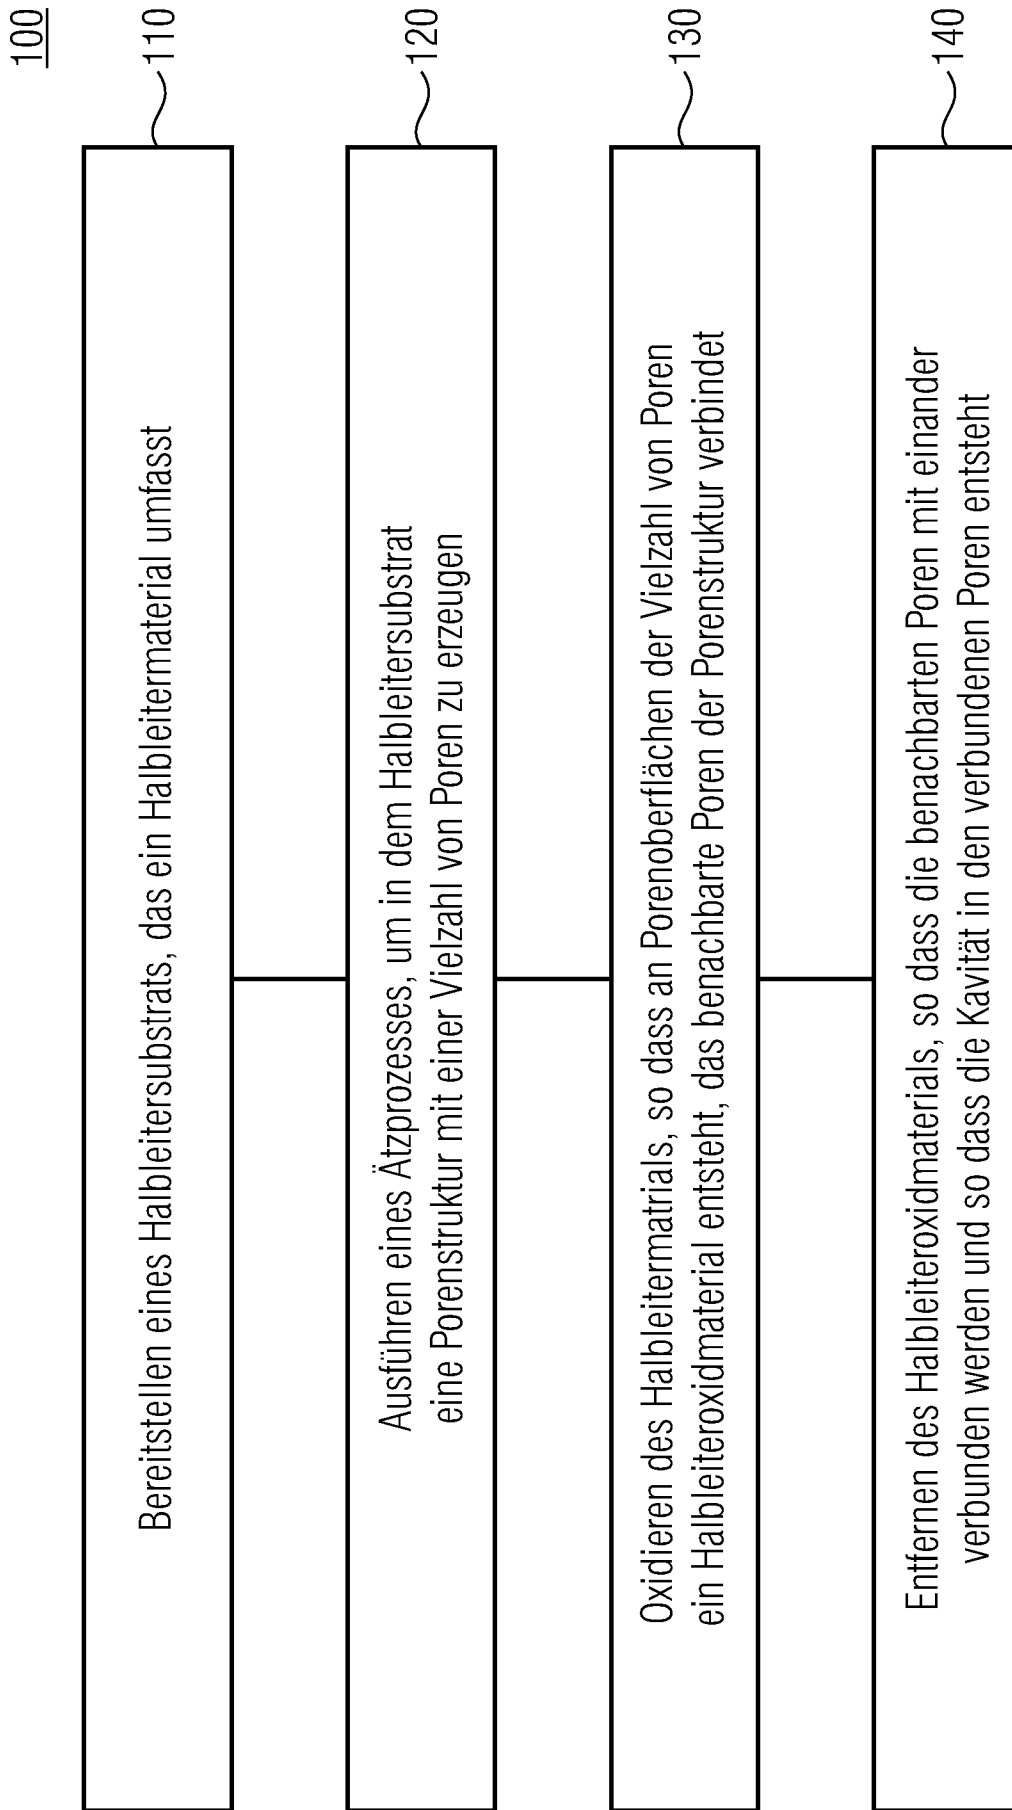 100
Bereitstellen eines Halbleitersubstrats, das ein Halbleitermaterial umfasst
110
Ausführen eines Ätzprozesses, um in dem Halbleitersubstrat
eine Porenstruktur mit einer Vielzahl von Poren zu erzeugen
120
Oxidieren des Halbleitermatrials, so dass an Porenoberflächen der Vielzahl von Poren
ein Halbleiteroxidmaterial entsteht, das benachbarte Poren der Porenstruktur verbindet
130
Entfernen des Halbleiteroxidmaterials, so dass die benachbarten Poren mit einander
verbunden werden und so dass die Kavität in den verbundenen Poren entsteht
140